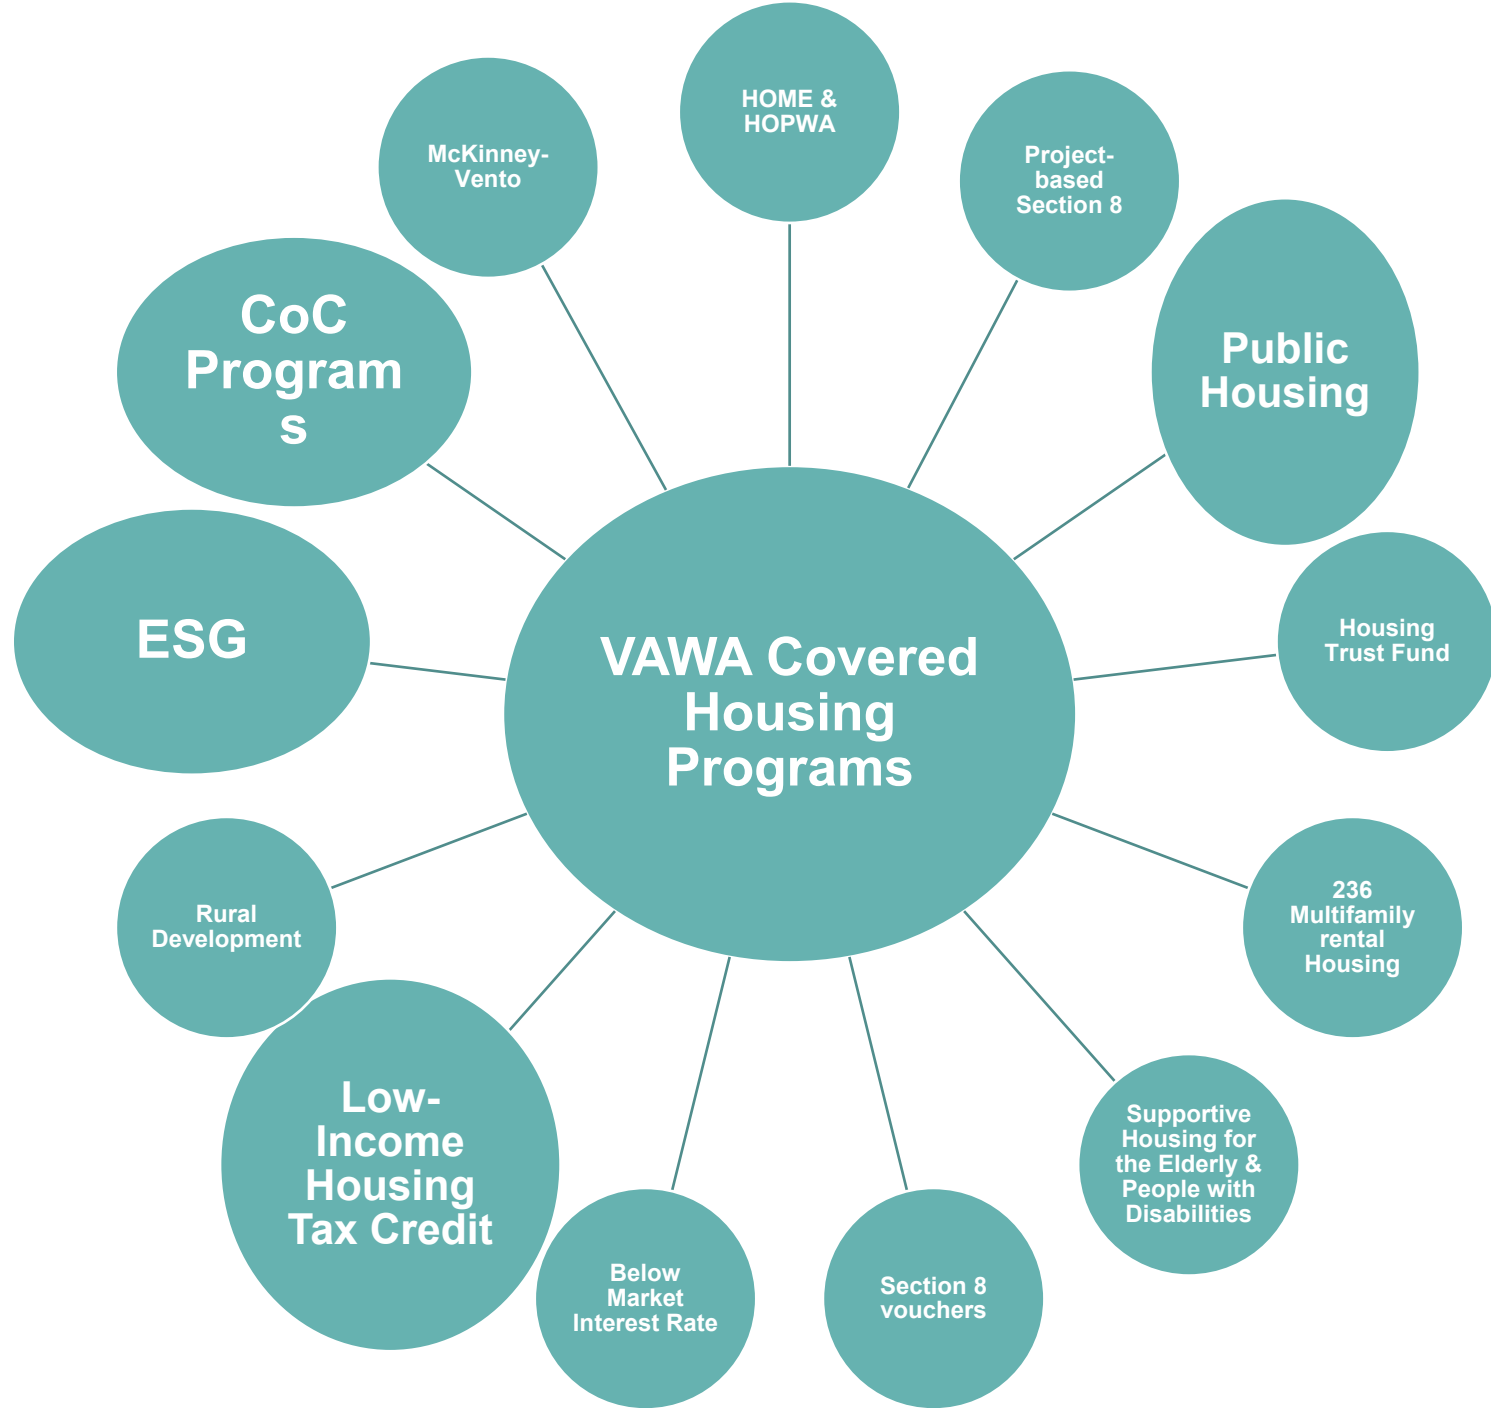 HOME &
HOPWA
Project-
based
Section 8
Public
Housing
Housing
Trust Fund
236
Multifamily
rental
Housing
Supportive
Housing for
the Elderly &
People with
Disabilities
Section 8
vouchers
Below
Market
Interest Rate
Low-
Income
Housing
Tax Credit
Rural
Development
ESG
CoC
Program
s
McKinney-
Vento
VAWA Covered
Housing
Programs